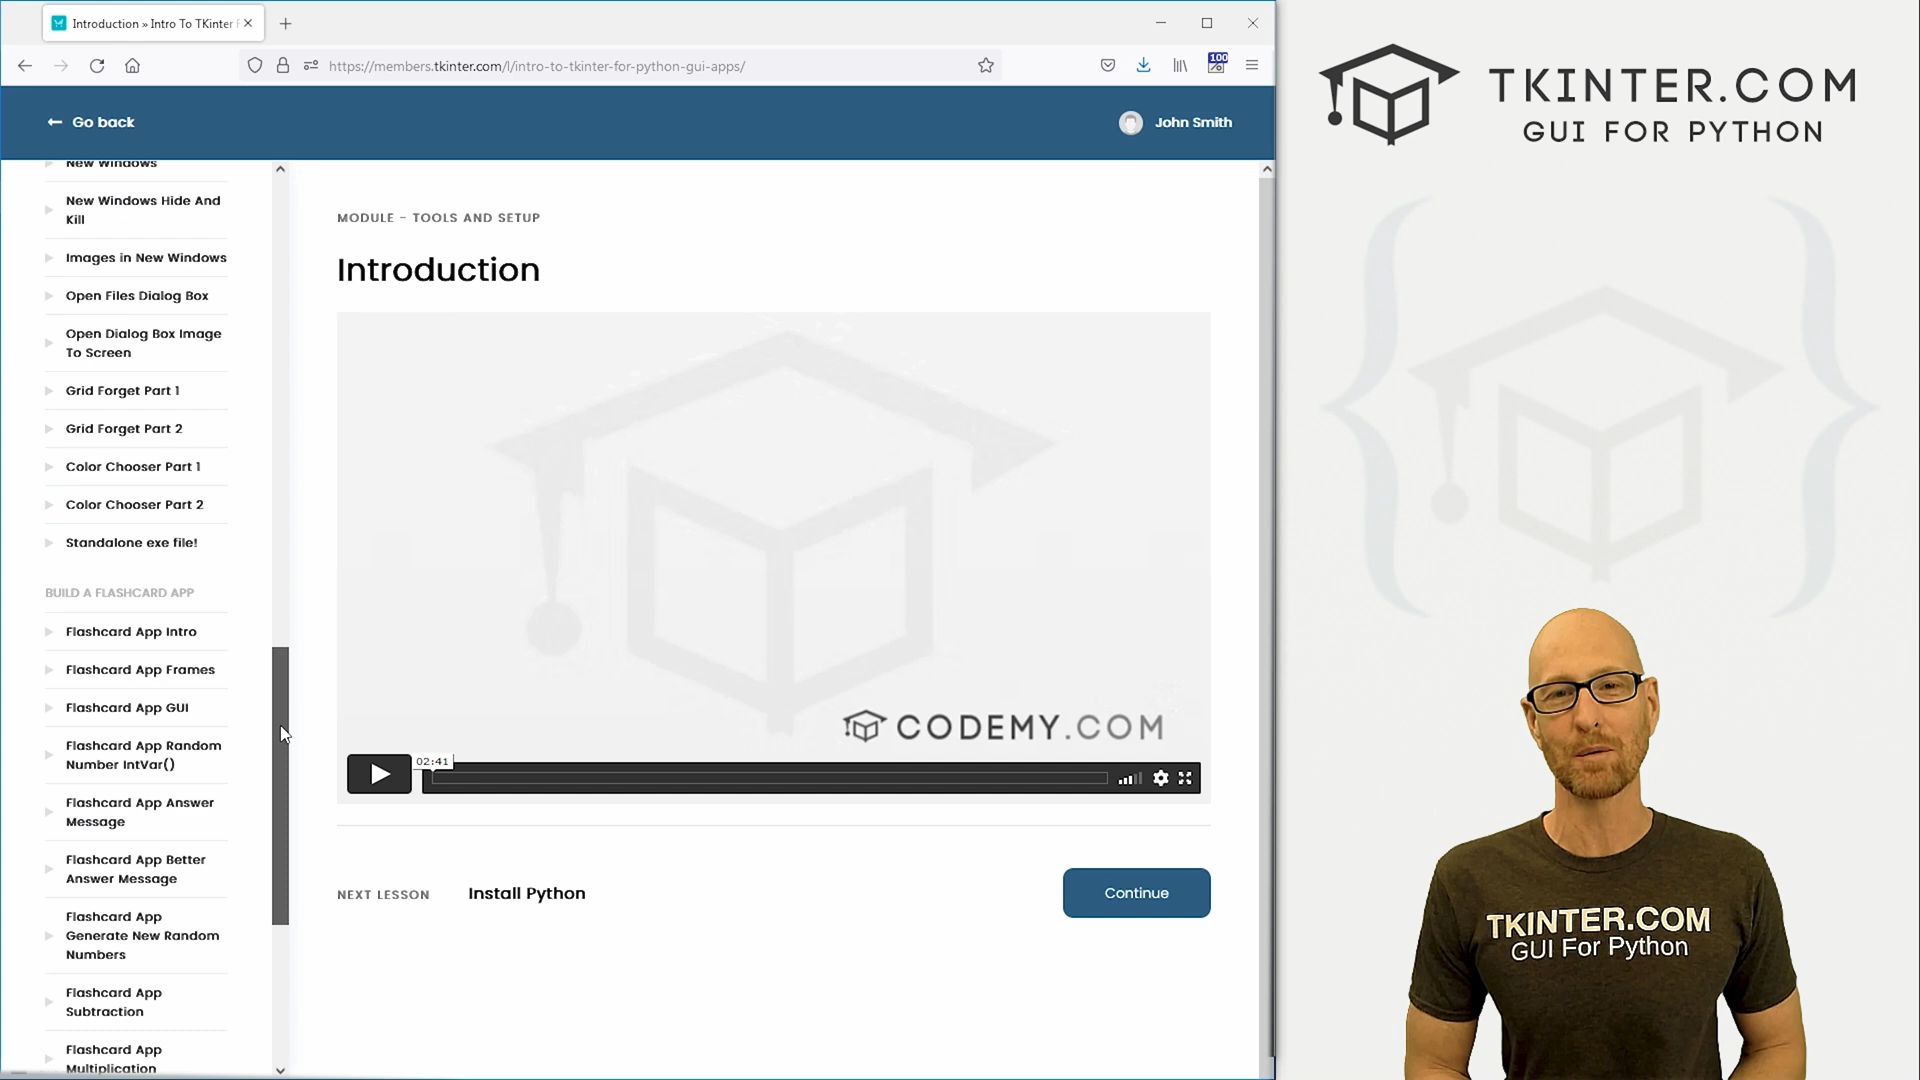 Introduction » Intro To TKinter
https://members.tkinter.com/l/intro-to-tkinter-for-python-gui-apps/
100
Go back
John Smith
New Windows
New Windows Hide And
Kill
Images in New Windows
Open Files Dialog Box
Open Dialog Box Image
To Screen
Grid Forget Part 1
Grid Forget Part 2
Color Chooser Part 1
Color Chooser Part 2
Standalone exe file!
BUILD A FLASHCARD APP
Flashcard App Intro
Flashcard App Frames
Flashcard App GUI
Flashcard App Random
Number IntVar()
Flashcard App Answer
Message
Flashcard App Better
Answer Message
Flashcard App
Generate New Random
Numbers
Flashcard App
Subtraction
Flashcard App
Multiplication
MODULE - TOOLS AND SETUP
Introduction
CODEMY.COM
02:41
NEXT LESSON
Install Python
Continue
TKINTER.COM
GUI FOR PYTHON
TKINTER.COM
GUI For Python